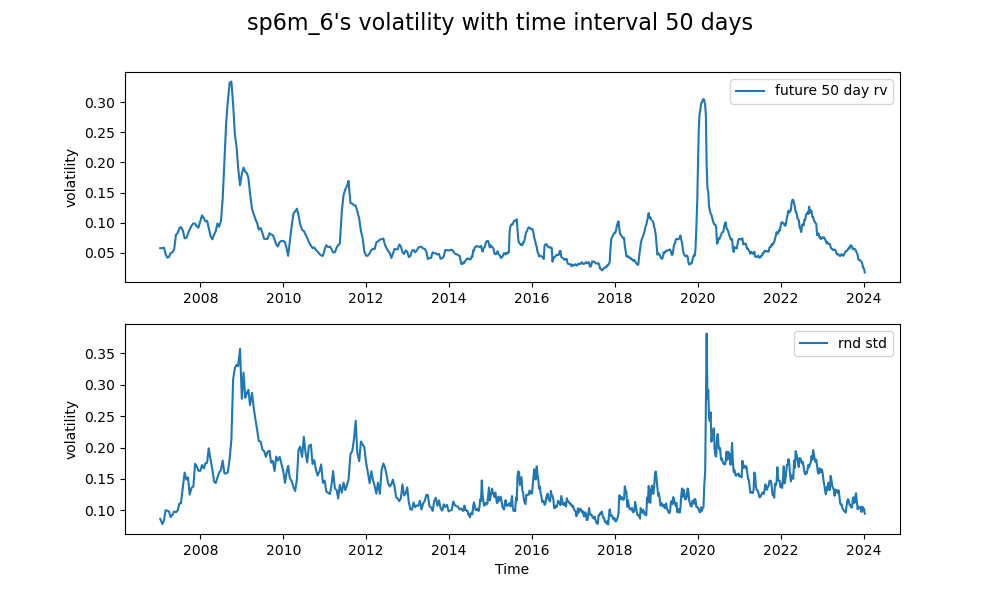 sp6m_6's volatility with time interval 50 days
future 50 day rv
volatility
0.30
0.25
0.20
0.15
0.10
0.05
2008 2010 2012 2014 2016 2018 2020 2022 2024
rnd std
volatility
0.35
0.30
0.25
0.20
0.15
0.10
2008 2010 2012 2014 2016 2018 2020 2022 2024
Time